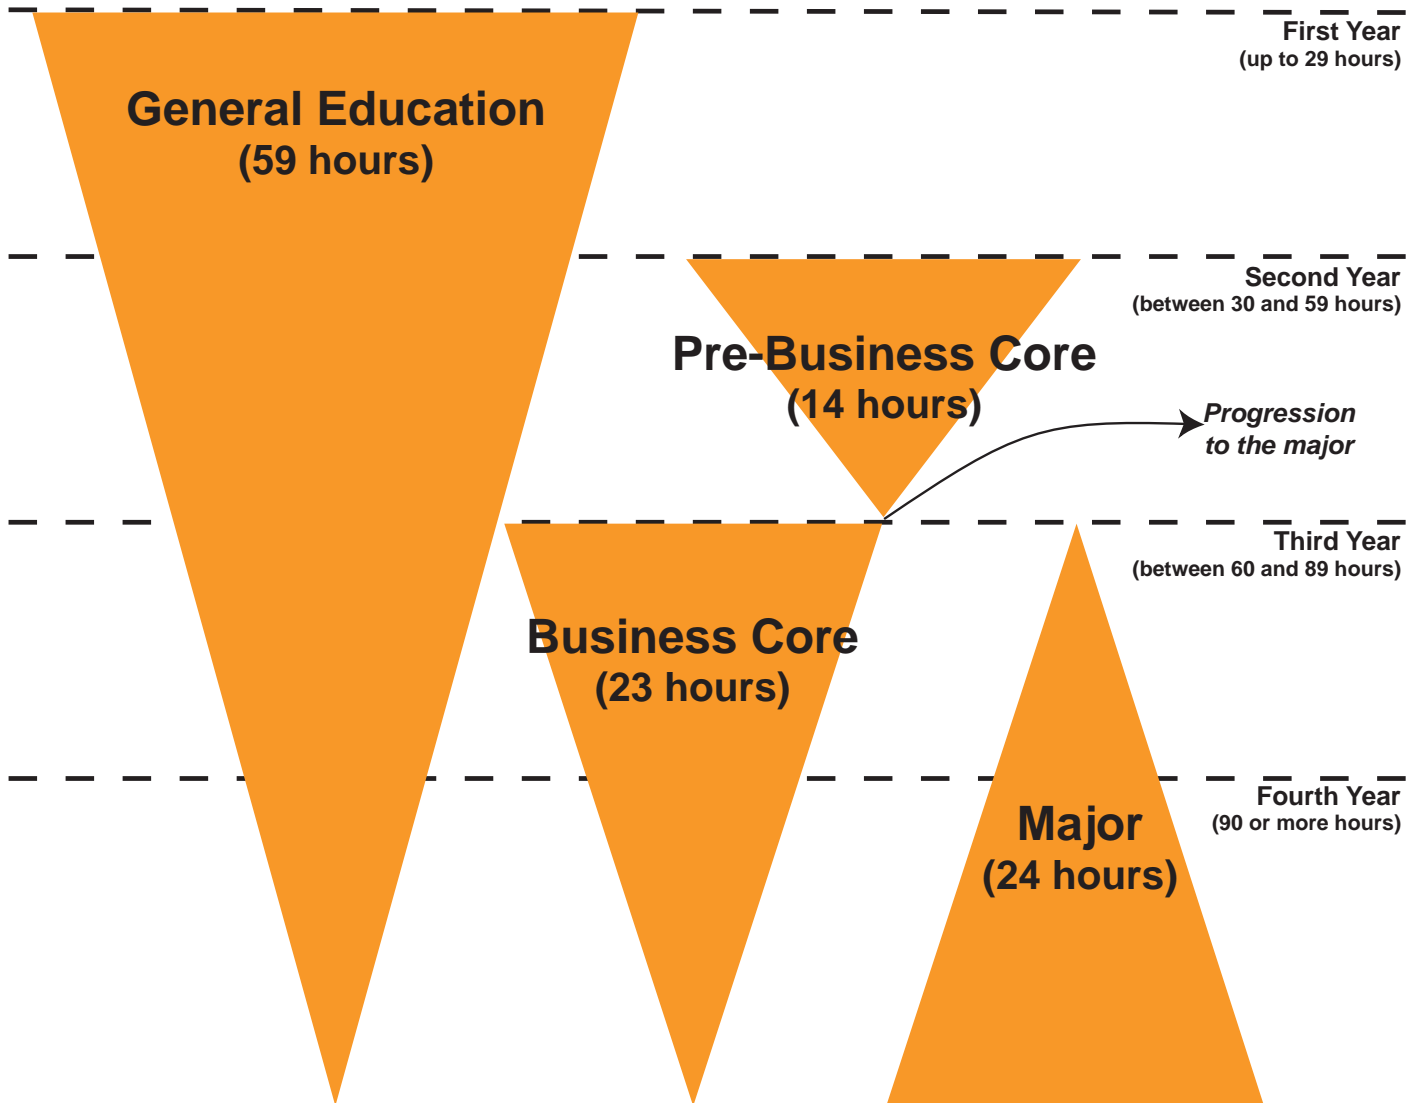 First Year
(up to 29 hours)
General Education
(59 hours)
Second Year
(between 30 and 59 hours)
Pre-Business Core
(14 hours)
Progression
to the major
Third Year
(between 60 and 89 hours)
Business Core
(23 hours)
Fourth Year
(90 or more hours)
Major
(24 hours)